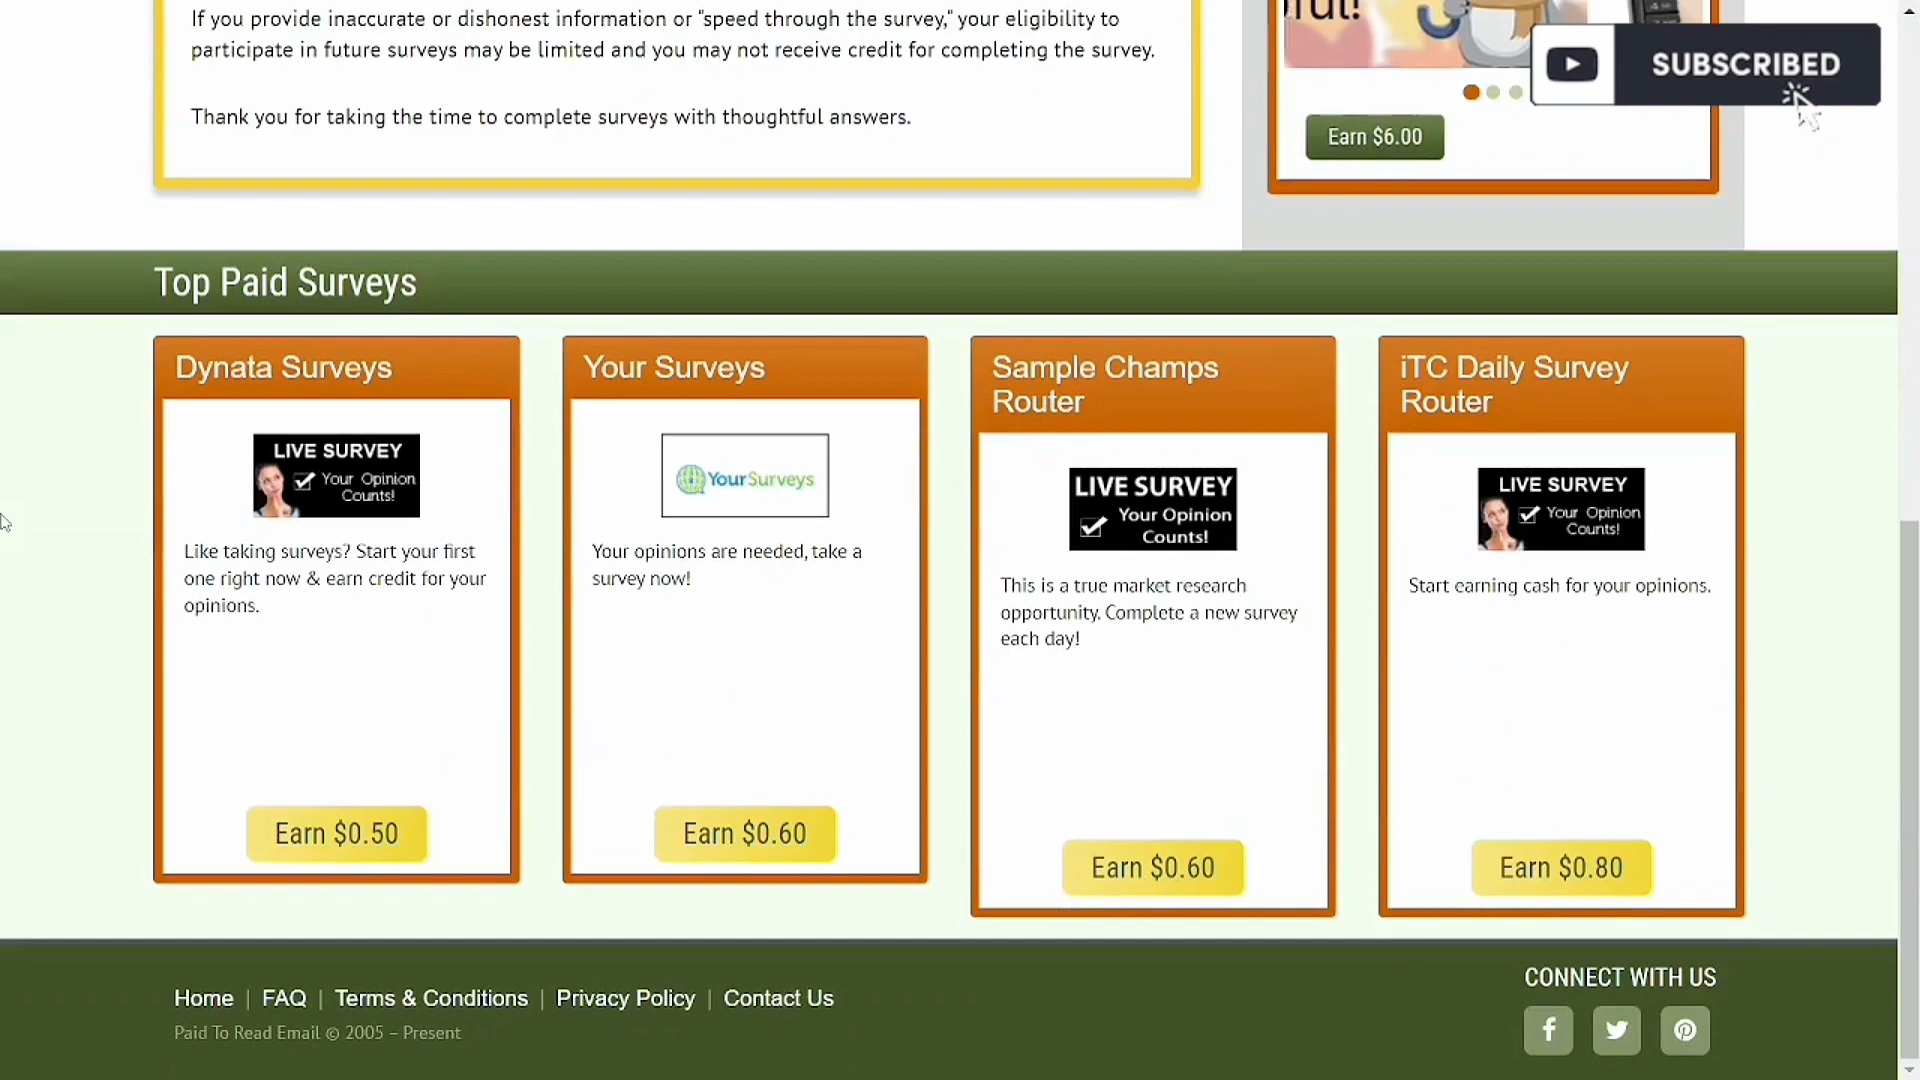 If you provide inaccurate or dishonest information or "speed through the survey," your eligibility to
participate in future surveys may be limited and you may not receive credit for completing the survey.
Thank you for taking the time to complete surveys with thoughtful answers.
SUBSCRIBED
Earn $6.00
Top Paid Surveys
Dynata Surveys
LIVE SURVEY
Your Opinion
Counts!
Like taking surveys? Start your first
one right now & earn credit for your
opinions.
Earn $0.50
Your Surveys
YourSurveys
Your opinions are needed, take a
survey now!
Earn $0.60
Sample Champs
Router
LIVE SURVEY
Your Opinion
Counts!
This is a true market research
opportunity. Complete a new survey
each day!
Earn $0.60
iTC Daily Survey
Router
LIVE SURVEY
Your Opinion
Counts!
Start earning cash for your opinions.
Earn $0.80
Home | FAQ | Terms & Conditions | Privacy Policy | Contact Us
Paid To Read Email © 2005 – Present
CONNECT WITH US